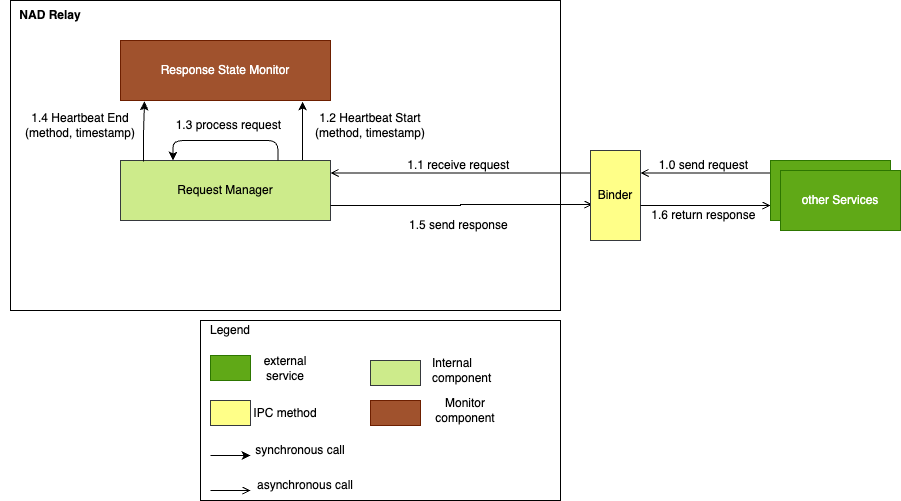 NAD Relay
Response State Monitor
1.4 Heartbeat End
(method, timestamp)
1.3 process request
1.2 Heartbeat Start
(method, timestamp)
Request Manager
1.1 receive request
1.5 send response
Binder
1.0 send request
1.6 return response
other Services
Legend
external
service
Internal
component
IPC method
Monitor
component
synchronous call
asynchronous call